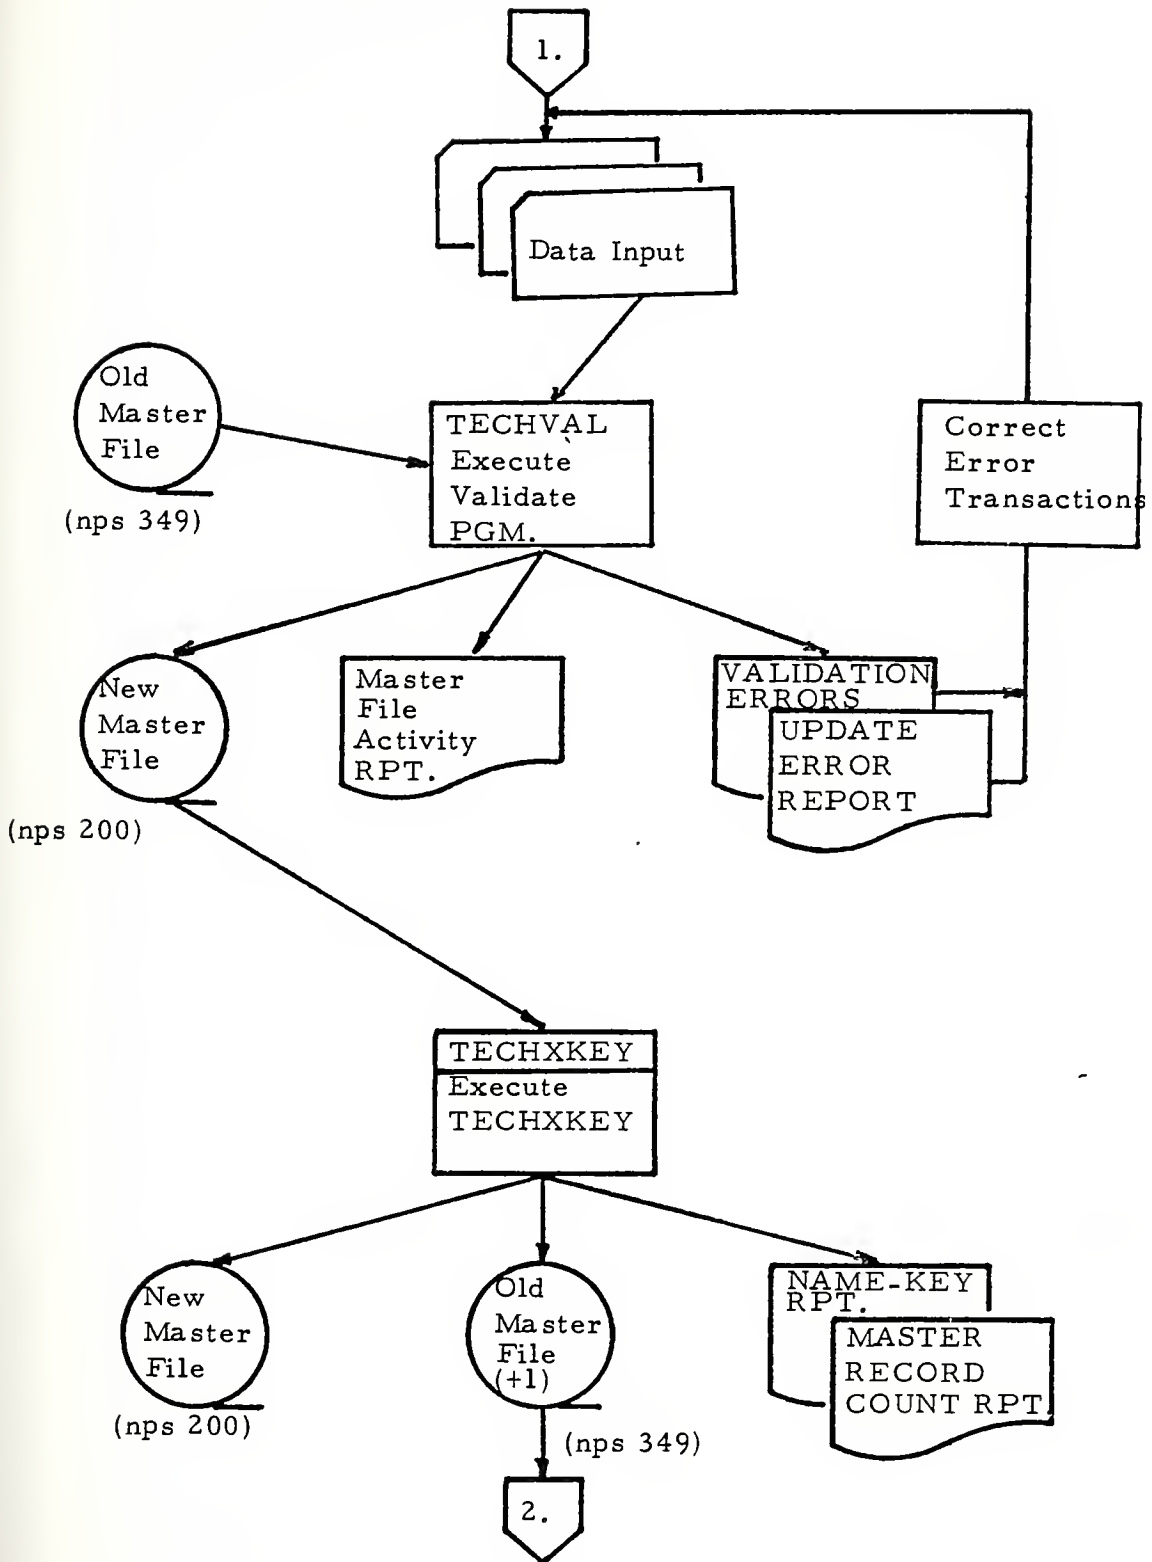 1.
Data Input
Old
Master
File
(nps 349)
TECHVAL
Execute
Validate
PGM.
Correct
Error
Transactions
New
Master
File
(nps 200)
Master
File
Activity
RPT.
VALIDATION
ERRORS
UPDATE
ERROR
REPORT
TECHXKEY
Execute
TECHXKEY
New
Master
File
(nps 200)
Old
Master
File
(+1)
(nps 349)
NAME-KEY
RPT.
MASTER
RECORD
COUNT RPT.
2.